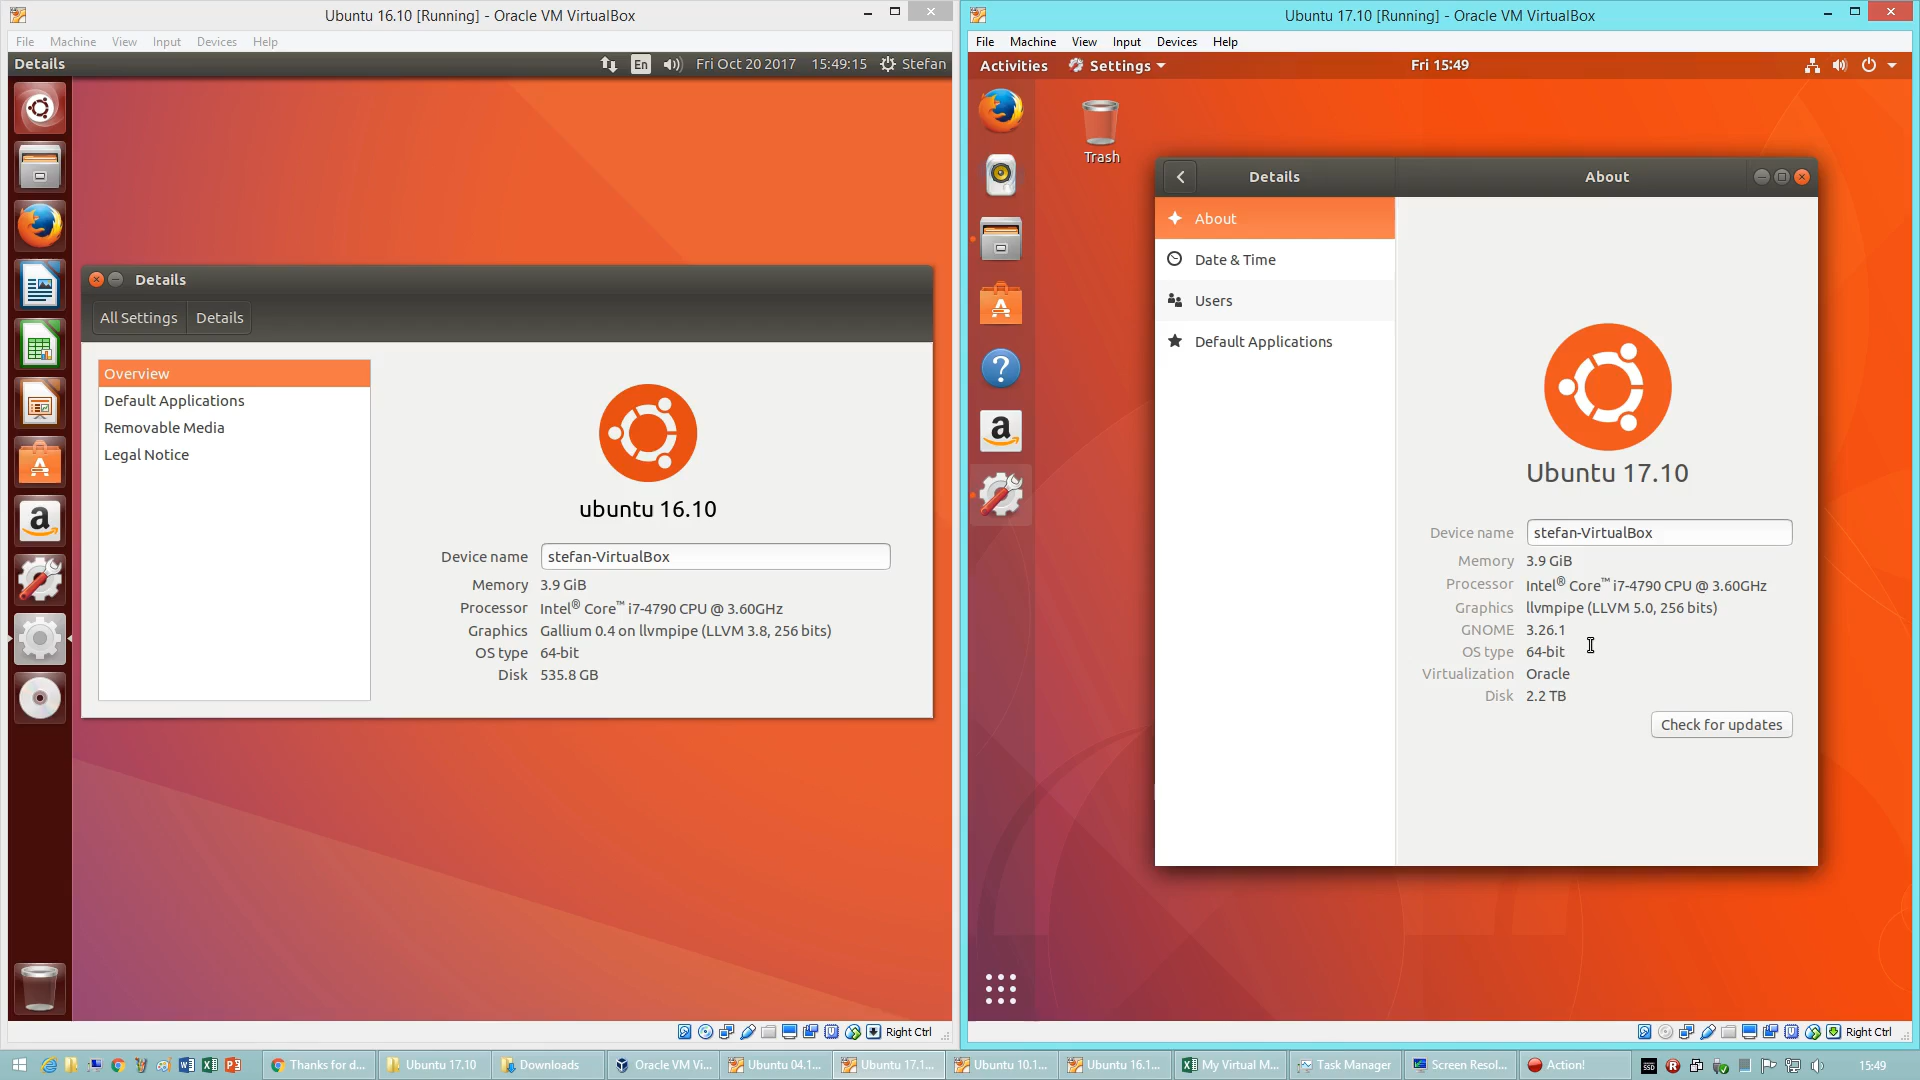 Ubuntu 16.10 [Running] - Oracle VM VirtualBox
File Machine View Input Devices Help
Details
En
Fri Oct 20 2017 15:49:15 Stefan
Details
All Settings Details
Overview
Default Applications
Removable Media
Legal Notice
ubuntu 16.10
Device name stefan-VirtualBox
Memory 3.9 GiB
Processor Intel® Core™ i7-4790 CPU @ 3.60GHz
Graphics Gallium 0.4 on llvmpipe (LLVM 3.8, 256 bits)
OS type 64-bit
Disk 535.8 GB
Right Ctrl
Ubuntu 17.10 [Running] - Oracle VM VirtualBox
File Machine View Input Devices Help
Activities Settings Fri 15:49
Trash
Details About
About
Date & Time
Users
Default Applications
Ubuntu 17.10
Device name stefan-VirtualBox
Memory 3.9 GiB
Processor Intel® Core™ i7-4790 CPU @ 3.60GHz
Graphics llvmpipe (LLVM 5.0, 256 bits)
GNOME 3.26.1
OS type 64-bit
Virtualization Oracle
Disk 2.2 TB
Check for updates
Right Ctrl
Thanks for d... Ubuntu 17.10 Downloads Oracle VM Vi... Ubuntu 04.1... Ubuntu 17.1... Ubuntu 10.1... Ubuntu 16.1... My Virtual M... Task Manager Screen Resol... Action! 15:49